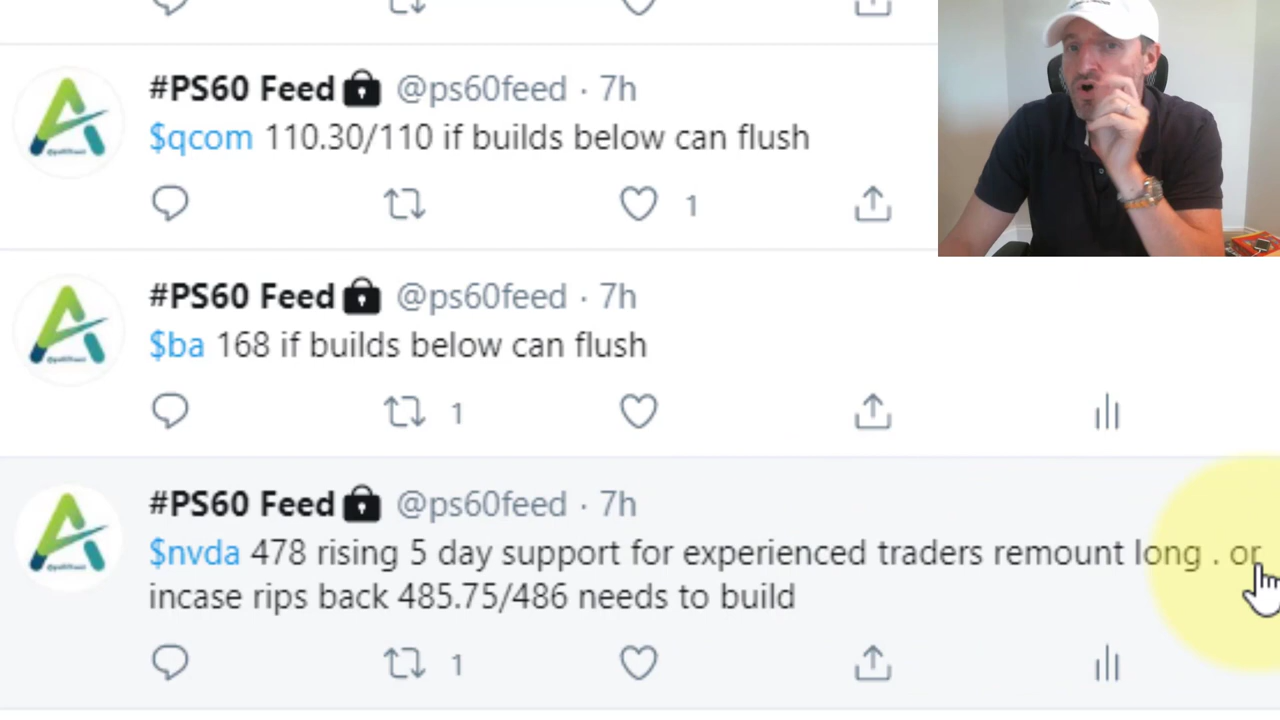 #PS60 Feed @ps60feed · 7h
$qcom 110.30/110 if builds below can flush
1
#PS60 Feed @ps60feed · 7h
$ba 168 if builds below can flush
1
#PS60 Feed @ps60feed · 7h
$nvda 478 rising 5 day support for experienced traders remount long . or
incase rips back 485.75/486 needs to build
1